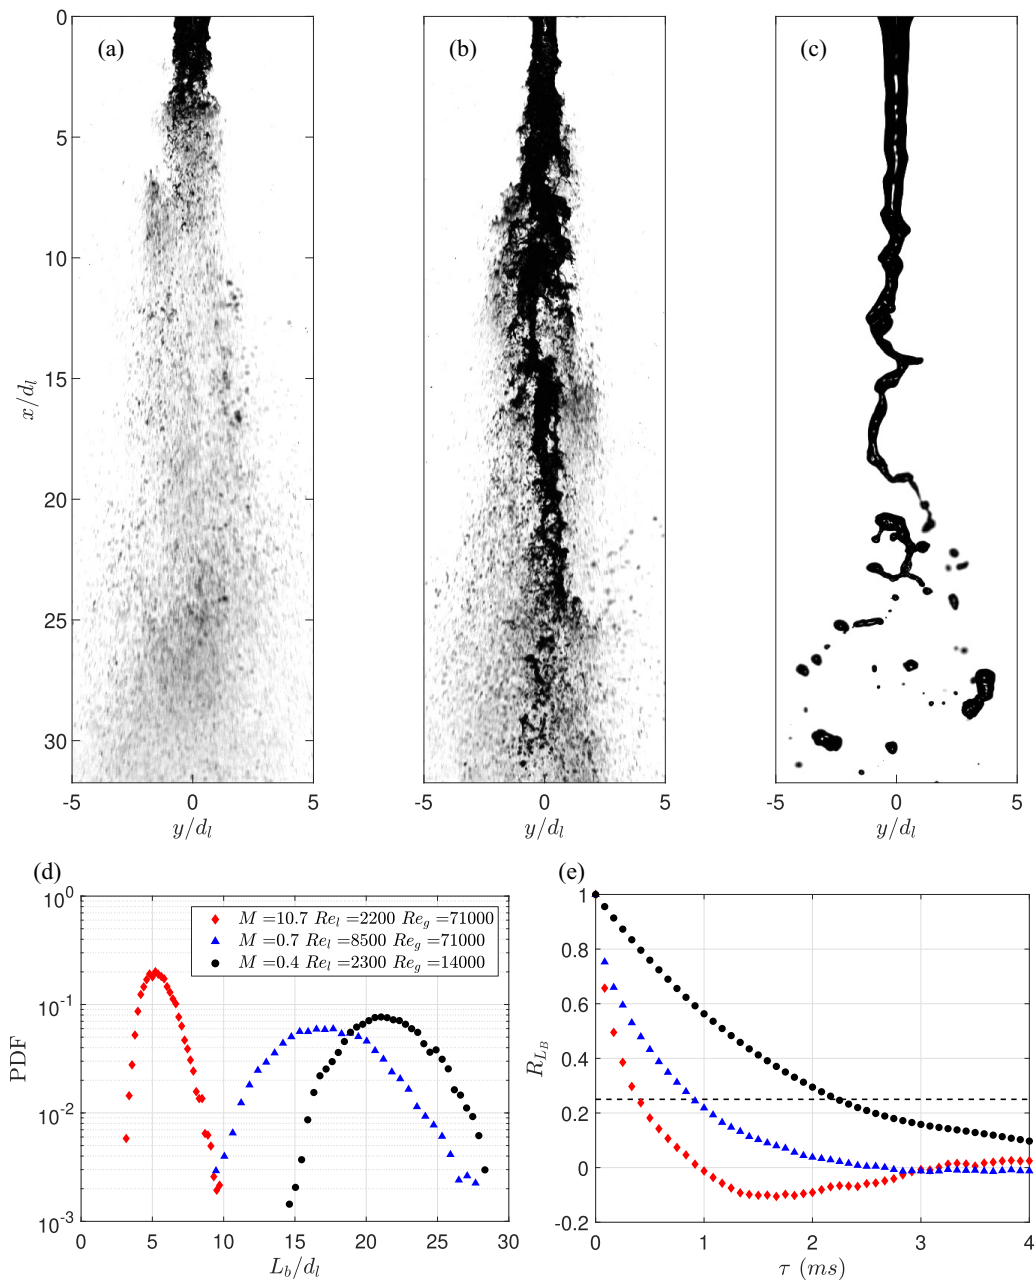 (a) (b) (c)
0
5
10
15
20
25
30
x/d_l
-5 0 5 -5 0 5 -5 0 5
y/d_l y/d_l y/d_l
(d) (e)
10^0
10^-1
10^-2
10^-3
PDF
M =10.7 Re_l =2200 Re_g =71000
M =0.7 Re_l =8500 Re_g =71000
M =0.4 Re_l =2300 Re_g =14000
0 5 10 15 20 25 30
L_b/d_l
1
0.8
0.6
0.4
0.2
0
-0.2
R_{L_B}
0 1 2 3 4
τ (ms)